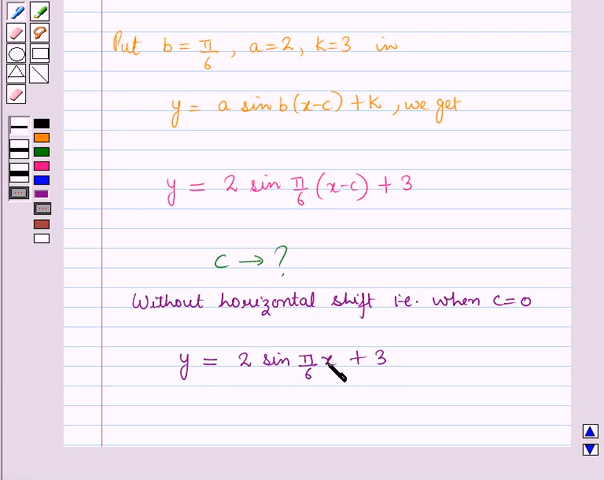 Put b = π/6, a=2, k=3 in
y = a sin b(x-c) + k, we get
y = 2 sin π/6 (x-c) + 3
c → ?
Without horizontal shift i.e. when c=0
y = 2 sin π/6 x + 3